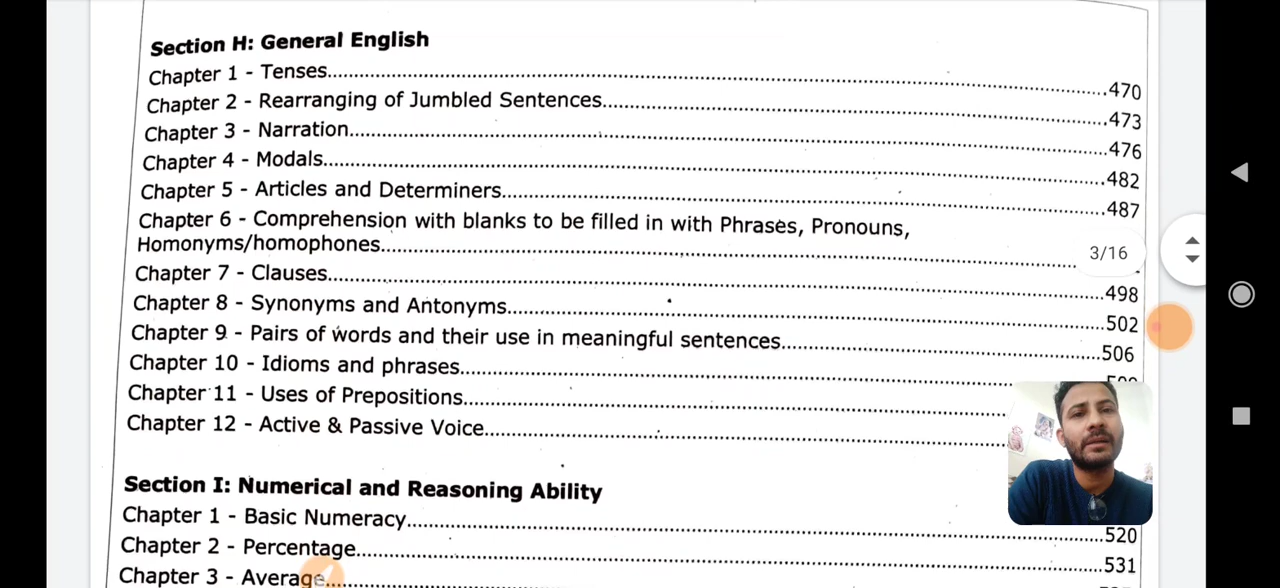 Section H: General English
Chapter 1 - Tenses..........470
Chapter 2 - Rearranging of Jumbled Sentences..........473
Chapter 3 - Narration..........476
Chapter 4 - Modals..........482
Chapter 5 - Articles and Determiners..........487
Chapter 6 - Comprehension with blanks to be filled in with Phrases, Pronouns,
Homonyms/homophones..........
3/16
Chapter 7 - Clauses..........498
Chapter 8 - Synonyms and Antonyms..........502
Chapter 9 - Pairs of words and their use in meaningful sentences..........506
Chapter 10 - Idioms and phrases..........
Chapter 11 - Uses of Prepositions..........
Chapter 12 - Active & Passive Voice..........
Section I: Numerical and Reasoning Ability
Chapter 1 - Basic Numeracy..........520
Chapter 2 - Percentage..........531
Chapter 3 - Average..........